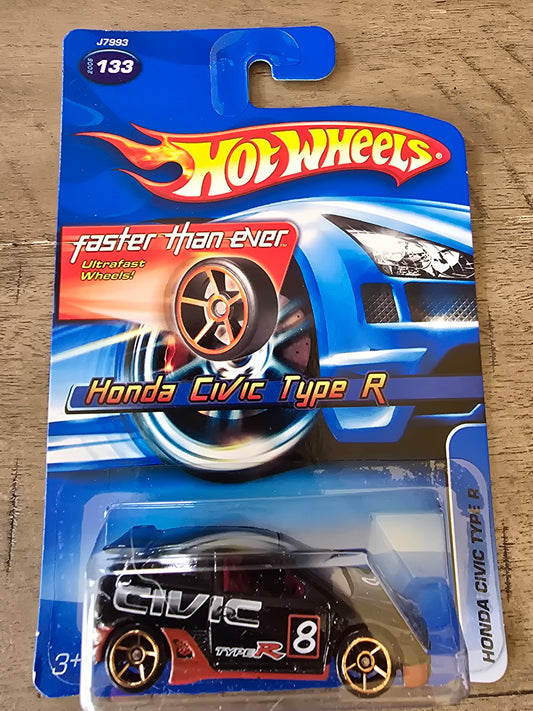 J7993
2006
133
HOT WHEELS®
faster than ever™
Ultrafast
Wheels!
Honda Civic Type R
HONDA CIVIC TYPE R
CIVIC
TYPE R
8
3+